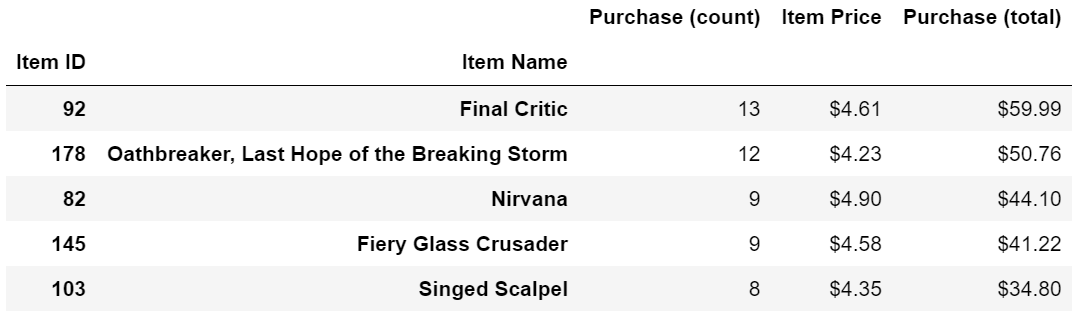 Purchase (count) Item Price Purchase (total)
Item ID Item Name
92 Final Critic 13 $4.61 $59.99
178 Oathbreaker, Last Hope of the Breaking Storm 12 $4.23 $50.76
82 Nirvana 9 $4.90 $44.10
145 Fiery Glass Crusader 9 $4.58 $41.22
103 Singed Scalpel 8 $4.35 $34.80